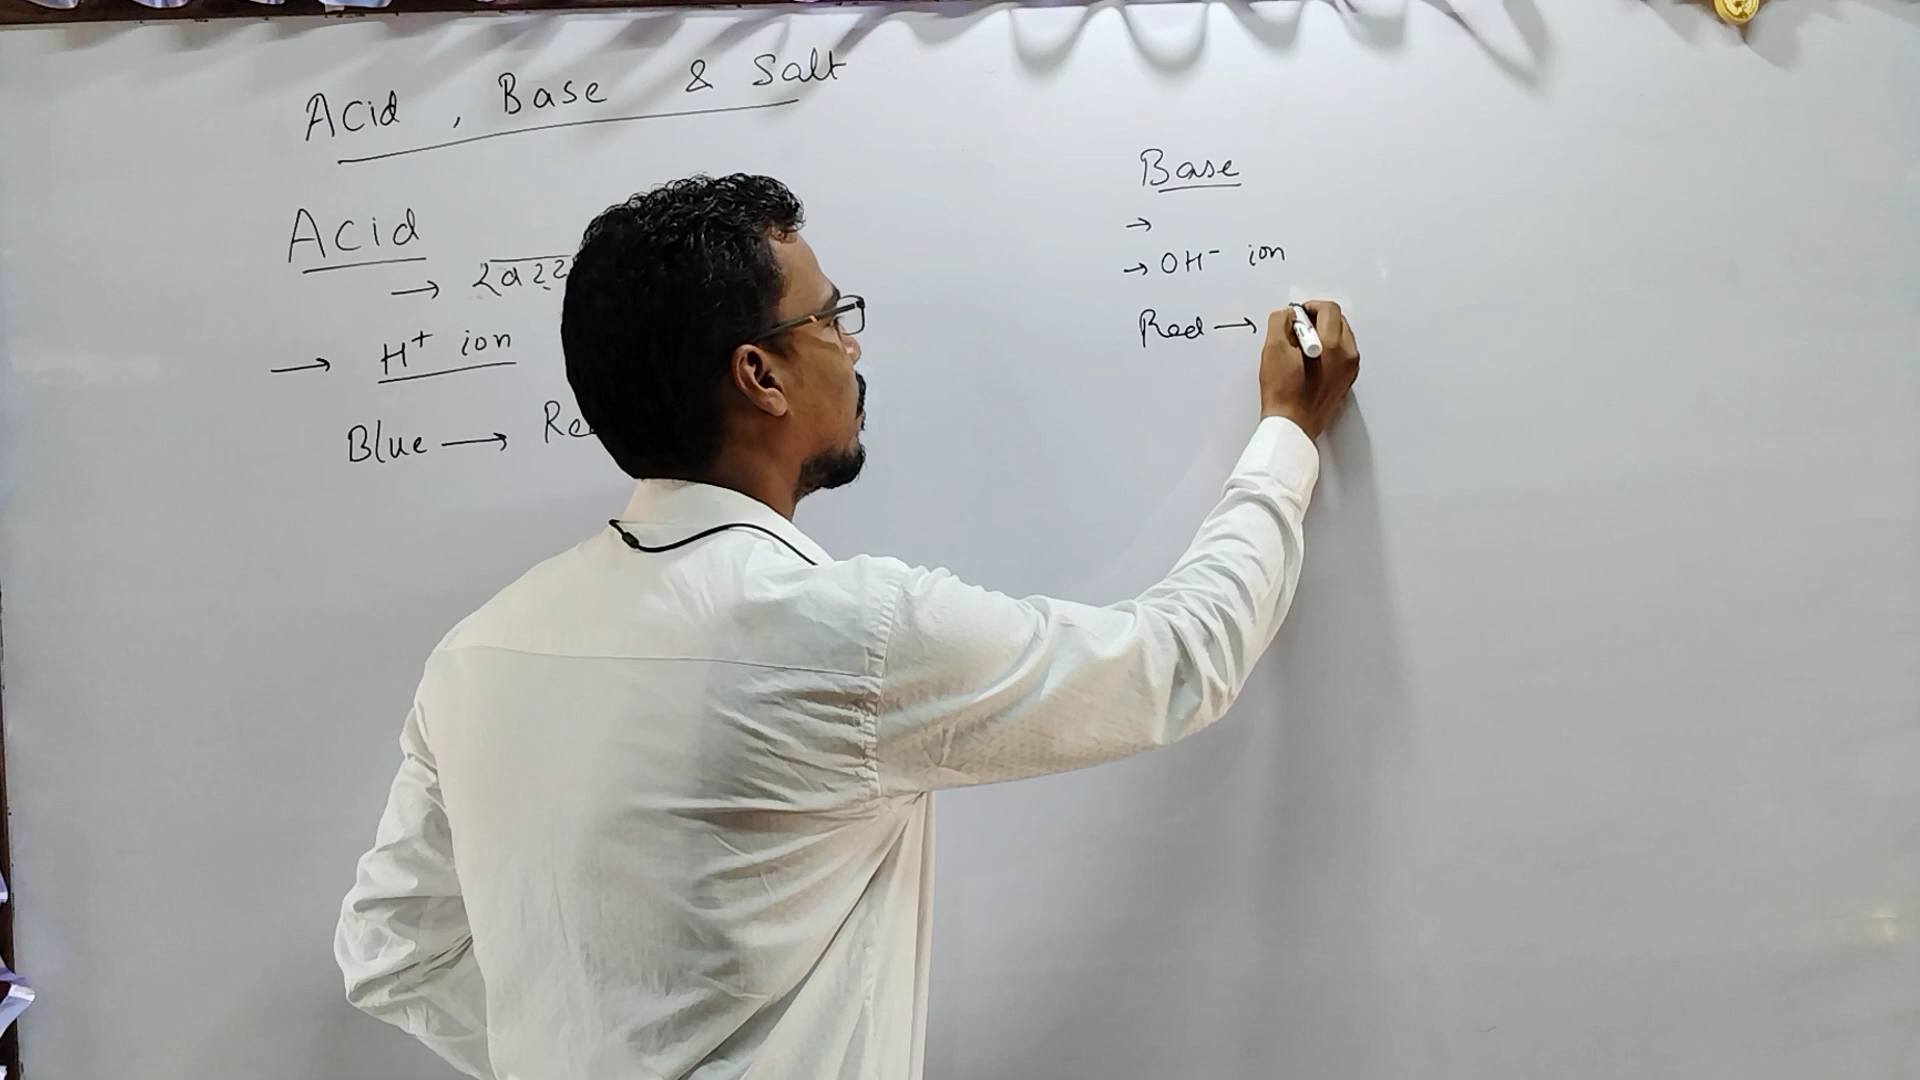 Acid, Base & Salt
Acid
→
→ H⁺ ion
Blue →
Base
→
→ OH⁻ ion
Red →